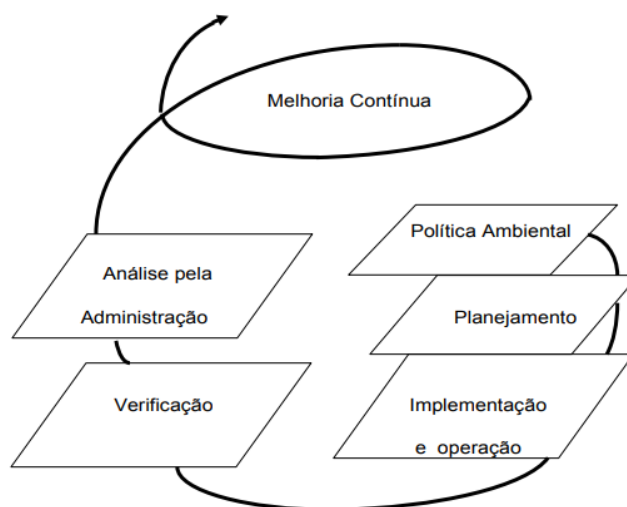 Melhoria Contínua
Política Ambiental
Análise pela
Administração
Planejamento
Verificação
Implementação
e operação